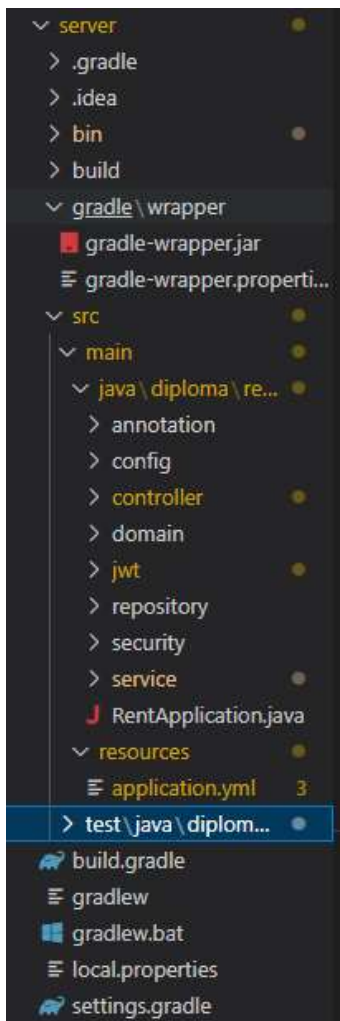 server
.gradle
.idea
bin
build
gradle\wrapper
gradle-wrapper.jar
gradle-wrapper.properti...
src
main
java\diploma\re...
annotation
config
controller
domain
jwt
repository
security
service
J RentApplication.java
resources
application.yml 3
test\java\diplom...
build.gradle
gradlew
gradlew.bat
local.properties
settings.gradle